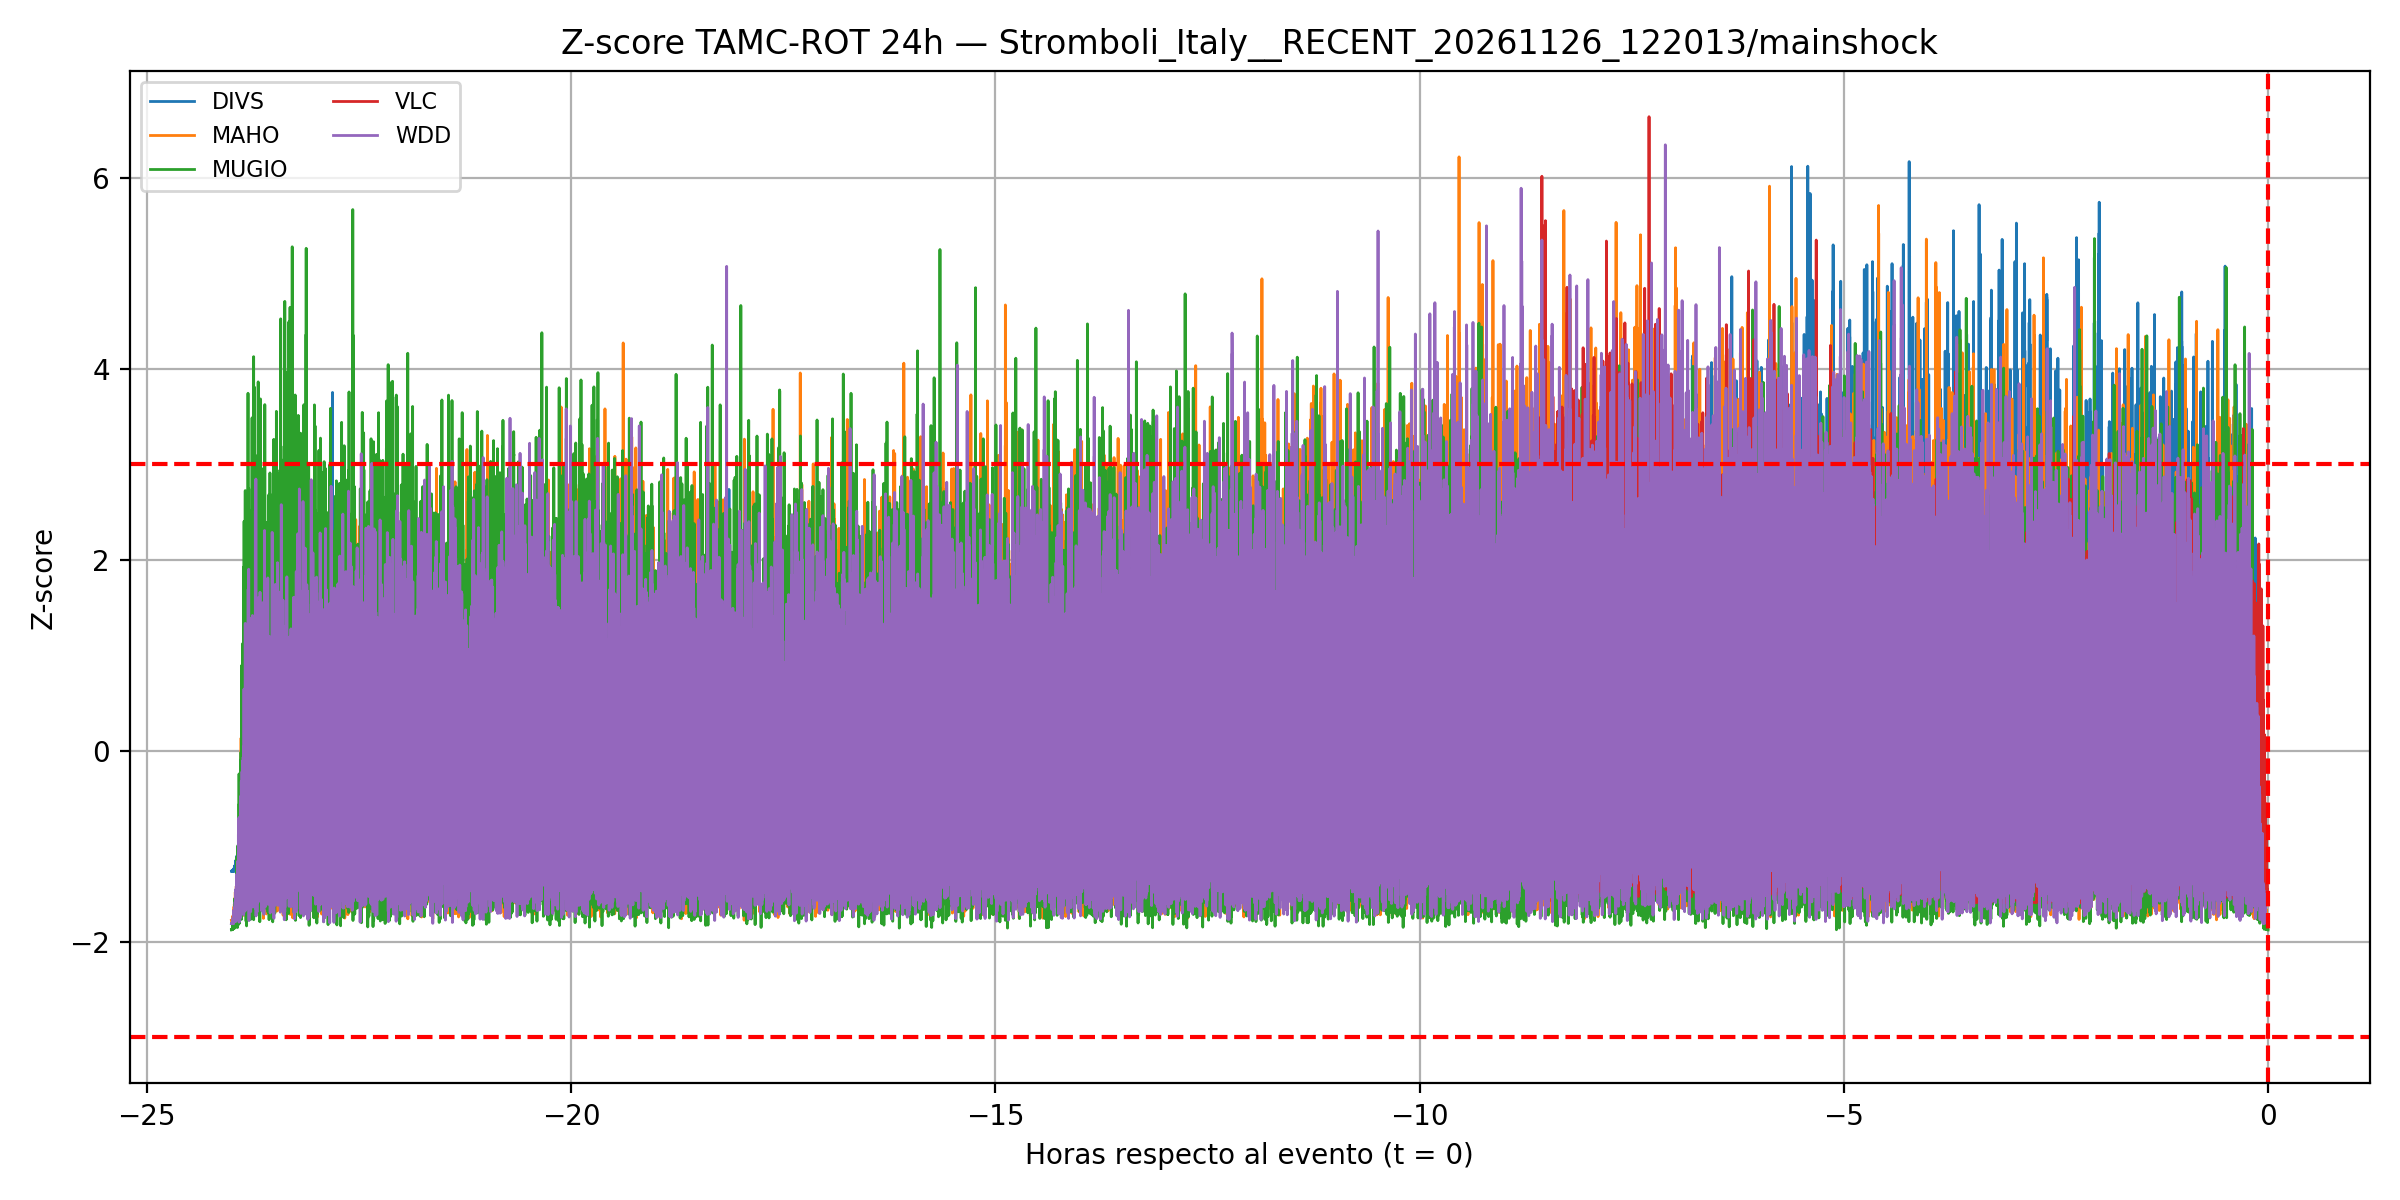 Z-score TAMC-ROT 24h — Stromboli_Italy__RECENT_20261126_122013/mainshock
DIVS
MAHO
MUGIO
VLC
WDD
Z-score
6
4
2
0
−2
−25
−20
−15
−10
−5
0
Horas respecto al evento (t = 0)